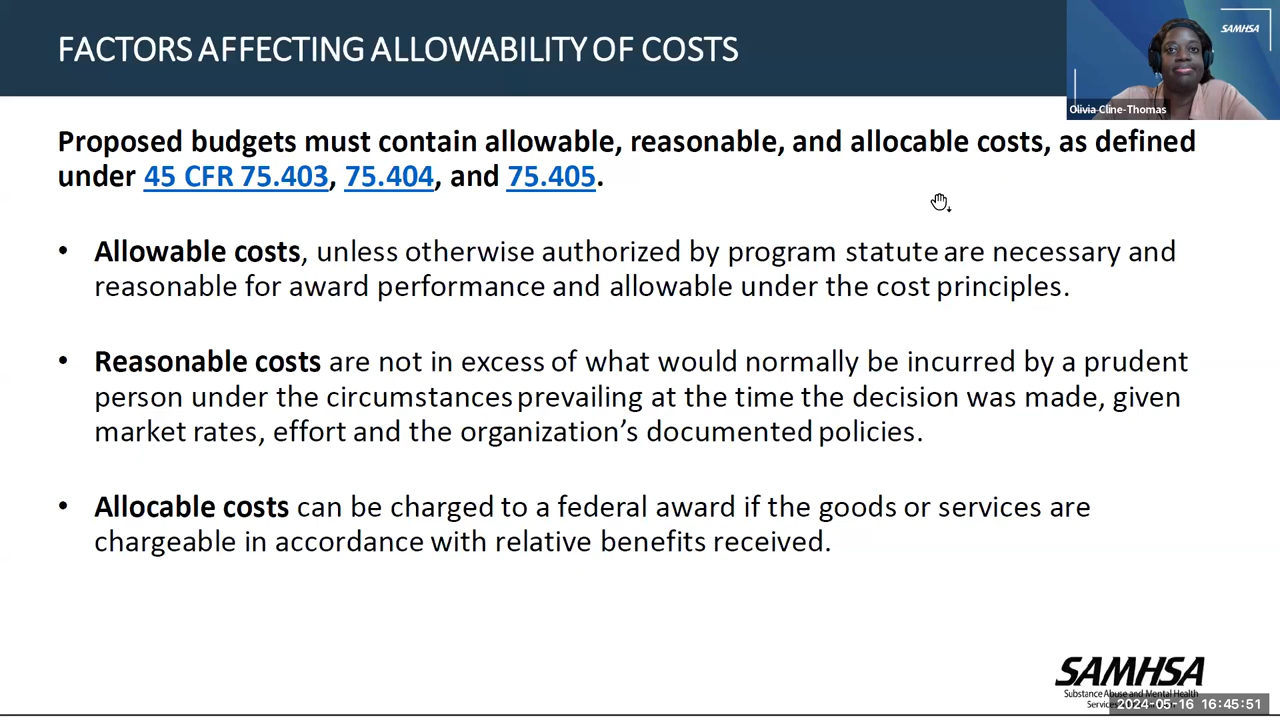 FACTORS AFFECTING ALLOWABILITY OF COSTS
SAMHSA
Olivia Cline-Thomas
Proposed budgets must contain allowable, reasonable, and allocable costs, as defined
under 45 CFR 75.403, 75.404, and 75.405.
• Allowable costs, unless otherwise authorized by program statute are necessary and
reasonable for award performance and allowable under the cost principles.
• Reasonable costs are not in excess of what would normally be incurred by a prudent
person under the circumstances prevailing at the time the decision was made, given
market rates, effort and the organization's documented policies.
• Allocable costs can be charged to a federal award if the goods or services are
chargeable in accordance with relative benefits received.
SAMHSA
Substance Abuse and Mental Health
2024-05-16 16:45:51